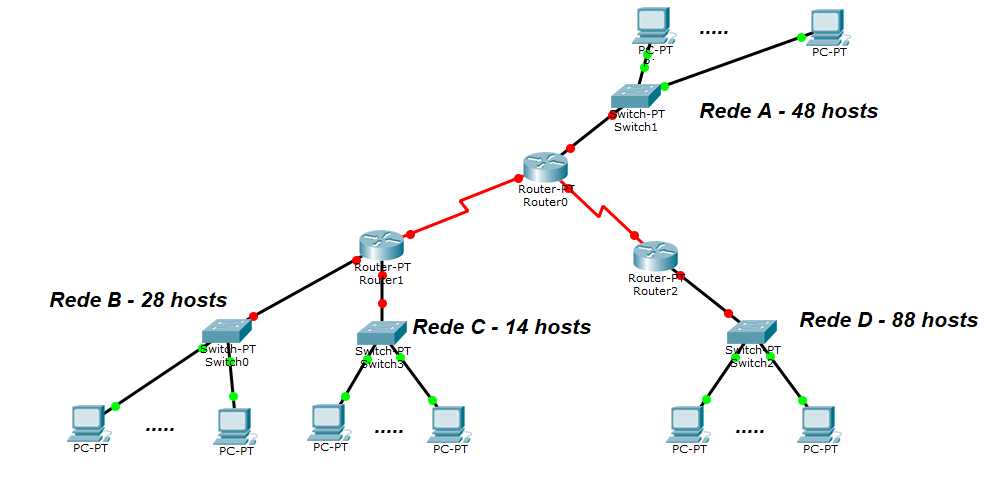 .....
PC-PT
PC-PT
Switch-PT
Switch1
Rede A - 48 hosts
Router-PT
Router0
Router-PT
Router1
Router-PT
Router2
Rede B - 28 hosts
Rede C - 14 hosts
Rede D - 88 hosts
Switch-PT
Switch0
Switch-PT
Switch3
Switch-PT
Switch2
.....
.....
.....
PC-PT
PC-PT
PC-PT
PC-PT
PC-PT
PC-PT